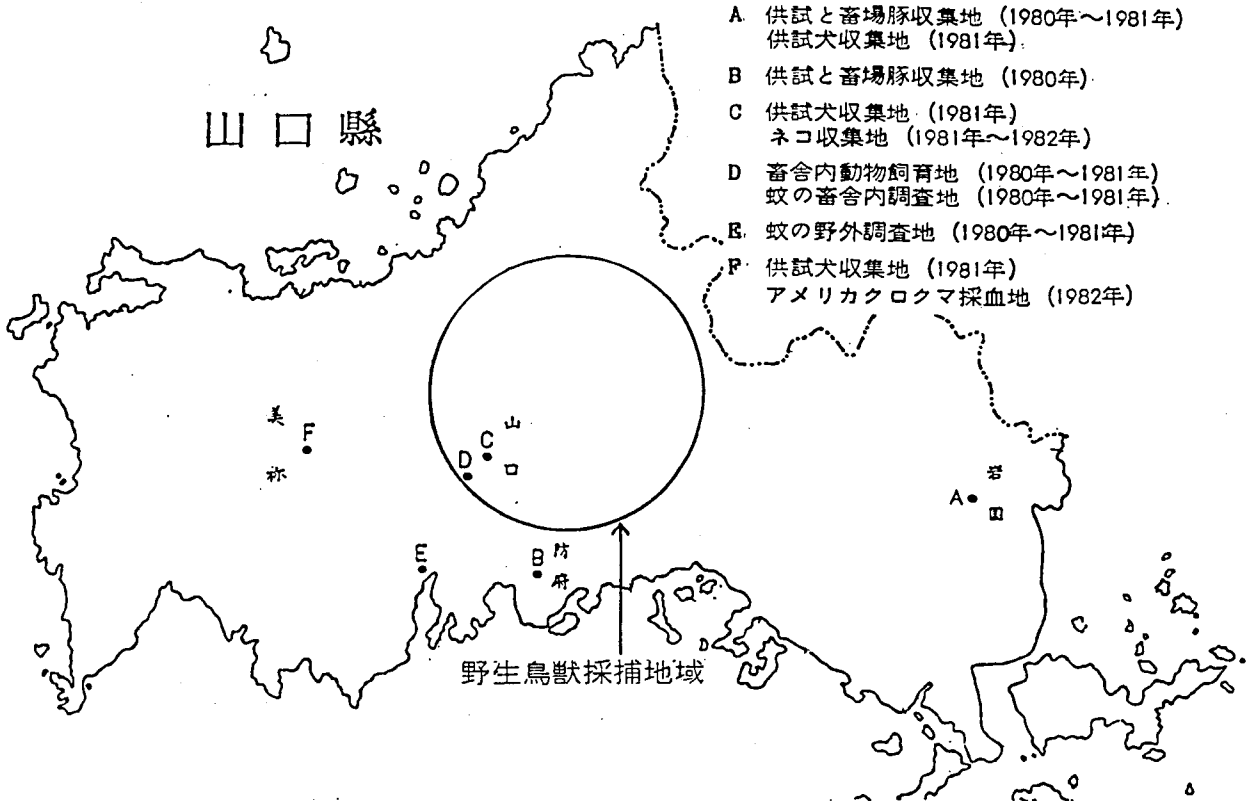 A 供試と畜場豚収集地 (1980年～1981年)
供試犬収集地 (1981年)
B 供試と畜場豚収集地 (1980年)
C 供試犬収集地 (1981年)
ネコ収集地 (1981年～1982年)
D 畜舎内動物飼育地 (1980年～1981年)
蚊の畜舎内調査地 (1980年～1981年)
E 蚊の野外調査地 (1980年～1981年)
F 供試犬収集地 (1981年)
アメリカクロクマ採血地 (1982年)
山口縣
美祢
F
山口
C
D
岩国
A
E
B
防府
野生鳥獣採捕地域